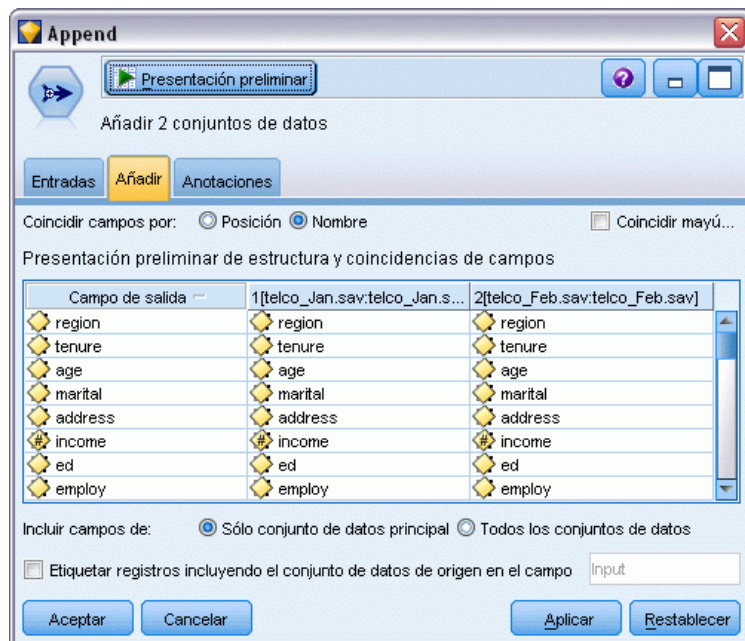 Append
Presentación preliminar
Añadir 2 conjuntos de datos
Entradas Añadir Anotaciones
Coincidir campos por: Posición Nombre Coincidir mayú...
Presentación preliminar de estructura y coincidencias de campos
Campo de salida 1[telco_Jan.sav:telco_Jan.s... 2[telco_Feb.sav:telco_Feb.sav]
region region region
tenure tenure tenure
age age age
marital marital marital
address address address
income income income
ed ed ed
employ employ employ
Incluir campos de: Sólo conjunto de datos principal Todos los conjuntos de datos
Etiquetar registros incluyendo el conjunto de datos de origen en el campo Input
Aceptar Cancelar Aplicar Restablecer